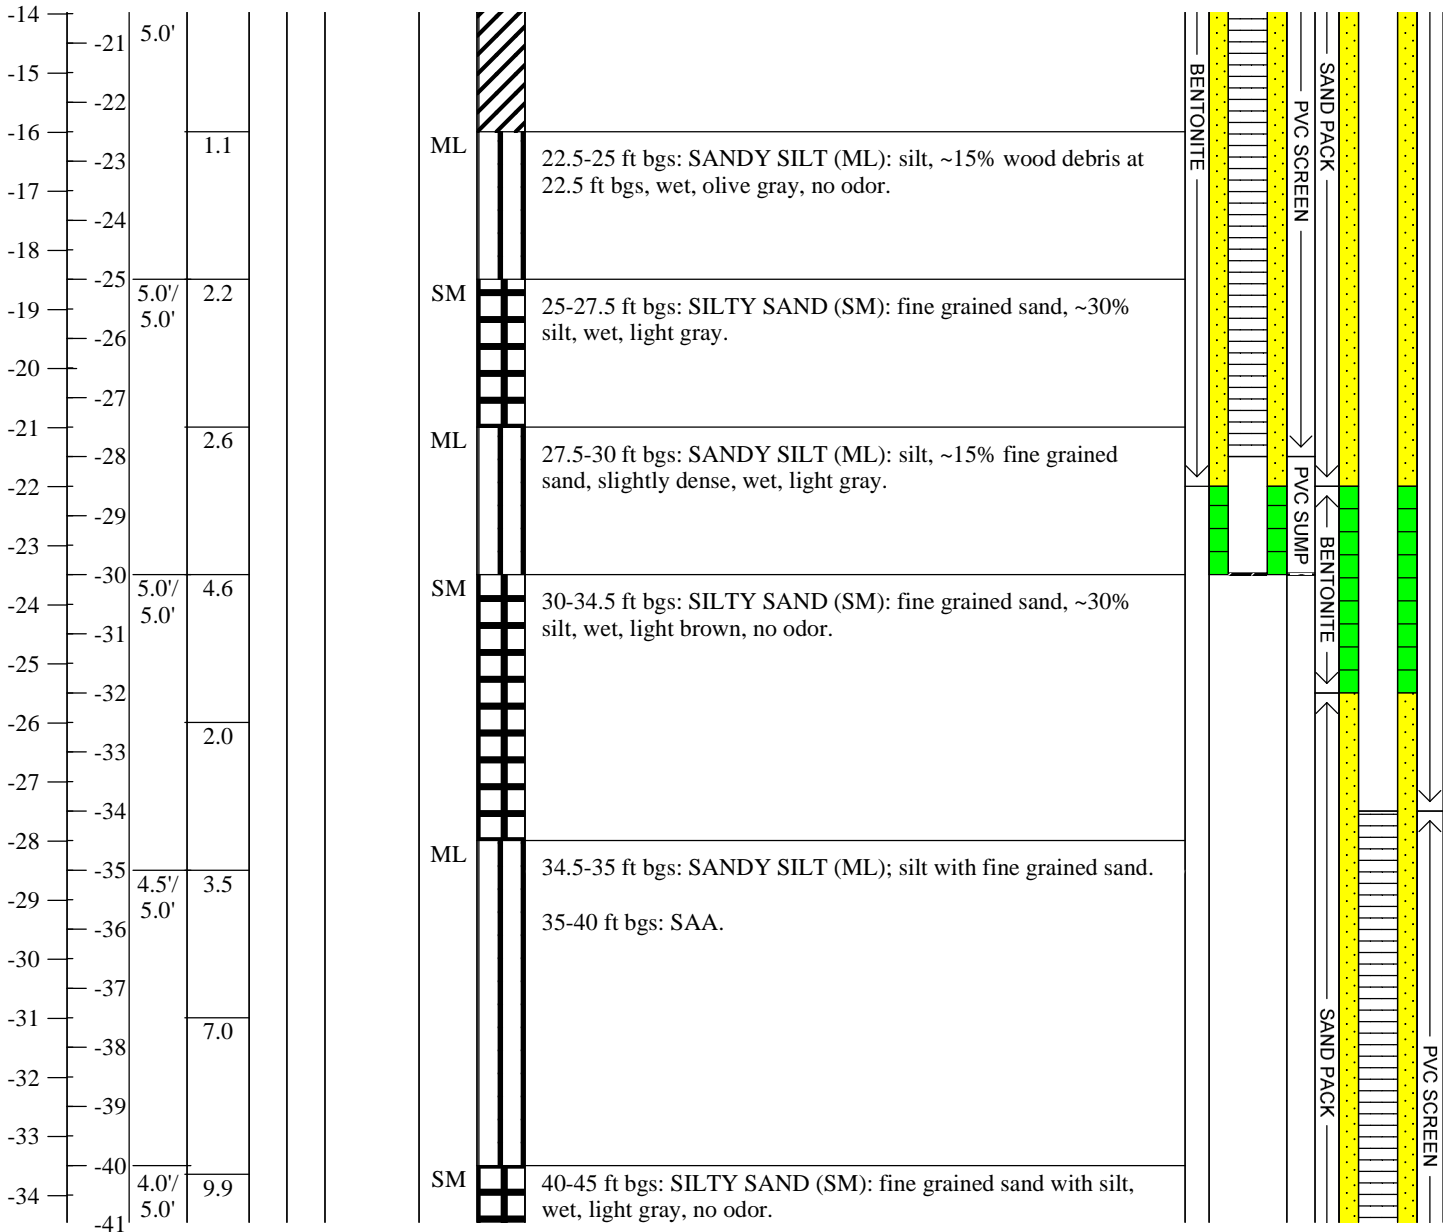 -14
-21
5.0'
-15
-22
-16
1.1
ML
22.5-25 ft bgs: SANDY SILT (ML): silt, ~15% wood debris at
22.5 ft bgs, wet, olive gray, no odor.
-23
-17
-24
-18
-25
5.0'/
5.0'
2.2
SM
25-27.5 ft bgs: SILTY SAND (SM): fine grained sand, ~30%
silt, wet, light gray.
-19
-26
-20
-27
-21
2.6
ML
27.5-30 ft bgs: SANDY SILT (ML): silt, ~15% fine grained
sand, slightly dense, wet, light gray.
-28
-22
-29
-23
-30
5.0'/
5.0'
4.6
SM
30-34.5 ft bgs: SILTY SAND (SM): fine grained sand, ~30%
silt, wet, light brown, no odor.
-24
-31
-25
-32
-26
2.0
-33
-27
-34
-28
ML
34.5-35 ft bgs: SANDY SILT (ML); silt with fine grained sand.
-35
4.5'/
5.0'
3.5
35-40 ft bgs: SAA.
-29
-36
-30
-37
-31
7.0
-38
-32
-39
-33
-40
4.0'/
5.0'
9.9
SM
40-45 ft bgs: SILTY SAND (SM): fine grained sand with silt,
wet, light gray, no odor.
-34
-41
BENTONITE
PVC SCREEN
SAND PACK
PVC SUMP
BENTONITE
SAND PACK
PVC SCREEN